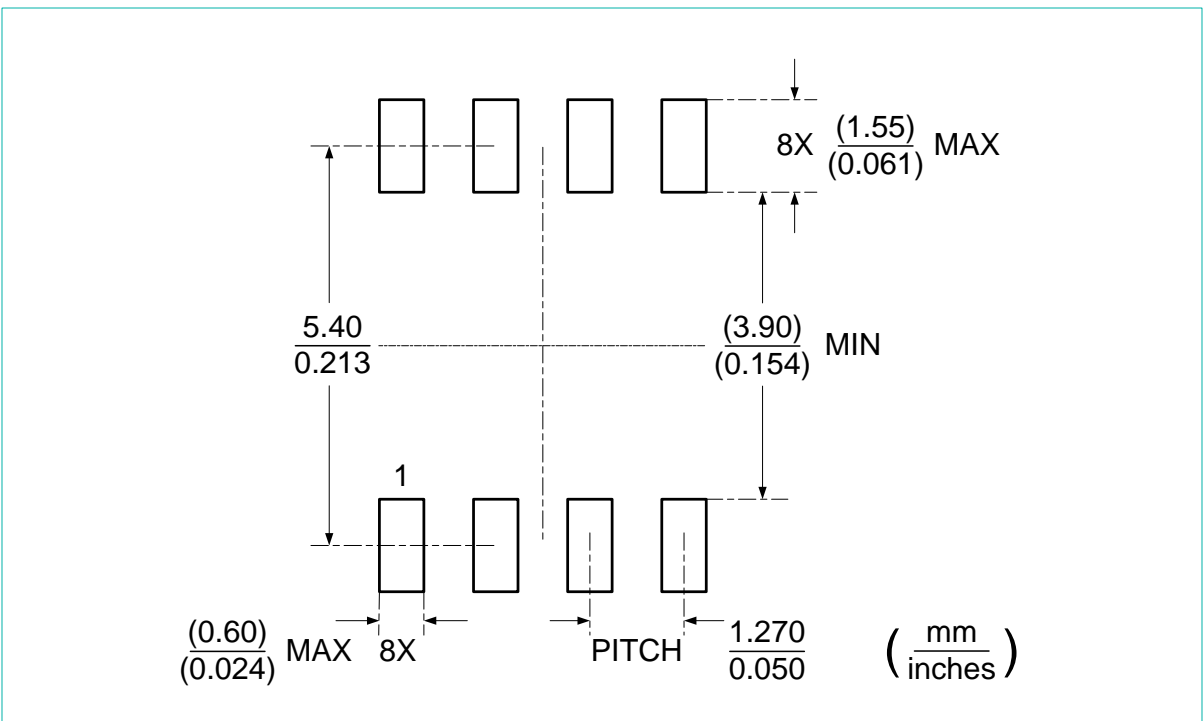 8X (1.55) MAX
(0.061)
5.40
0.213
(3.90) MIN
(0.154)
1
(0.60) MAX 8X
(0.024)
PITCH
1.270
0.050
(mm
inches)